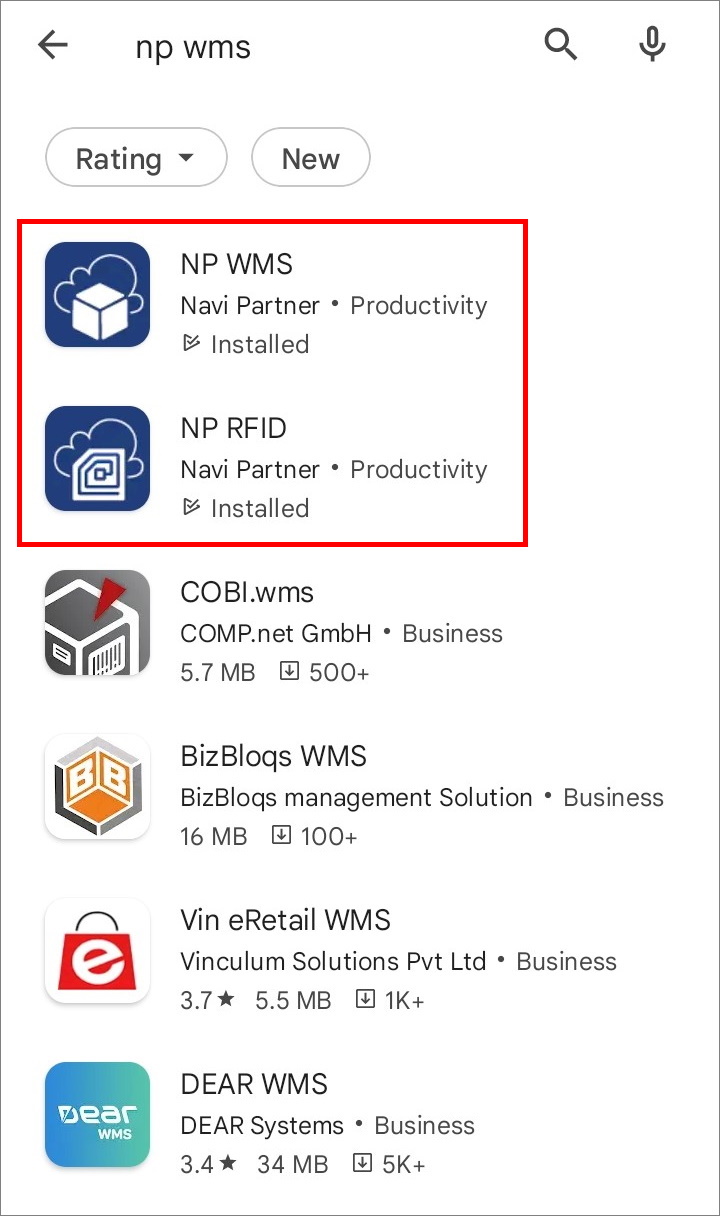 np wms
Rating New
NP WMS
Navi Partner • Productivity
Installed
NP RFID
Navi Partner • Productivity
Installed
COBI.wms
COMP.net GmbH • Business
5.7 MB 500+
BB
BizBloqs WMS
BizBloqs management Solution • Business
16 MB 100+
e
Vin eRetail WMS
Vinculum Solutions Pvt Ltd • Business
3.7★ 5.5 MB 1K+
Dear
WMS
DEAR WMS
DEAR Systems • Business
3.4★ 34 MB 5K+